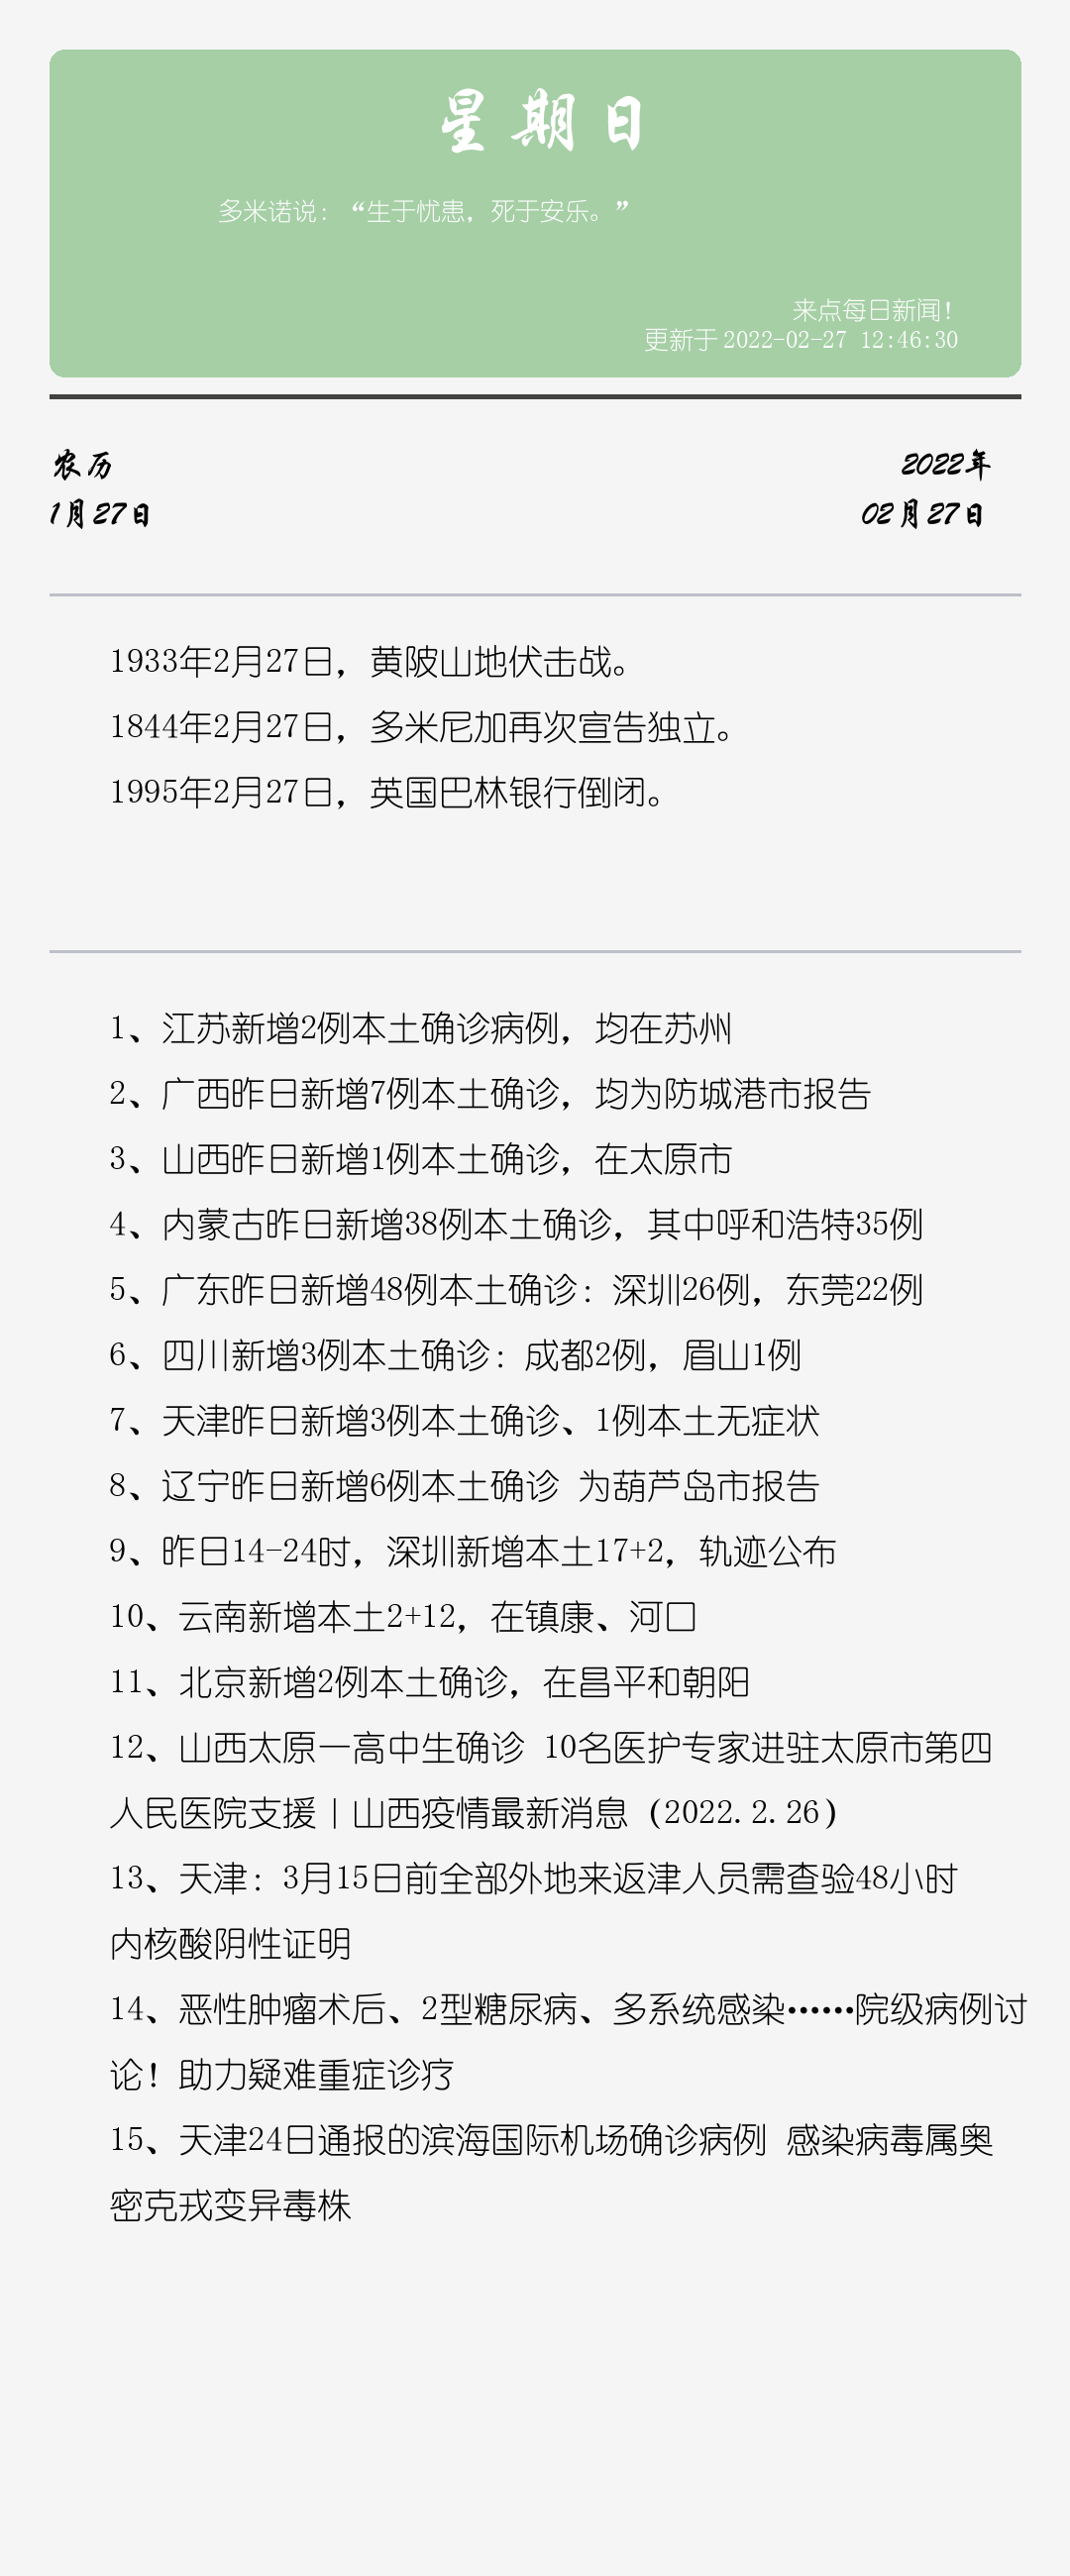 星期日
多米诺说：“生于忧患，死于安乐。”
来点每日新闻！
更新于 2022-02-27 12:46:30
农历
2022年
1月27日
02月27日
1933年2月27日，黄陂山地伏击战。
1844年2月27日，多米尼加再次宣告独立。
1995年2月27日，英国巴林银行倒闭。
1、江苏新增2例本土确诊病例，均在苏州
2、广西昨日新增7例本土确诊，均为防城港市报告
3、山西昨日新增1例本土确诊，在太原市
4、内蒙古昨日新增38例本土确诊，其中呼和浩特35例
5、广东昨日新增48例本土确诊：深圳26例，东莞22例
6、四川新增3例本土确诊：成都2例，眉山1例
7、天津昨日新增3例本土确诊、1例本土无症状
8、辽宁昨日新增6例本土确诊 为葫芦岛市报告
9、昨日14-24时，深圳新增本土17+2，轨迹公布
10、云南新增本土2+12，在镇康、河口
11、北京新增2例本土确诊，在昌平和朝阳
12、山西太原一高中生确诊 10名医护专家进驻太原市第四
人民医院支援｜山西疫情最新消息（2022.2.26）
13、天津：3月15日前全部外地来返津人员需查验48小时
内核酸阴性证明
14、恶性肿瘤术后、2型糖尿病、多系统感染……院级病例讨
论！助力疑难重症诊疗
15、天津24日通报的滨海国际机场确诊病例 感染病毒属奥
密克戎变异毒株